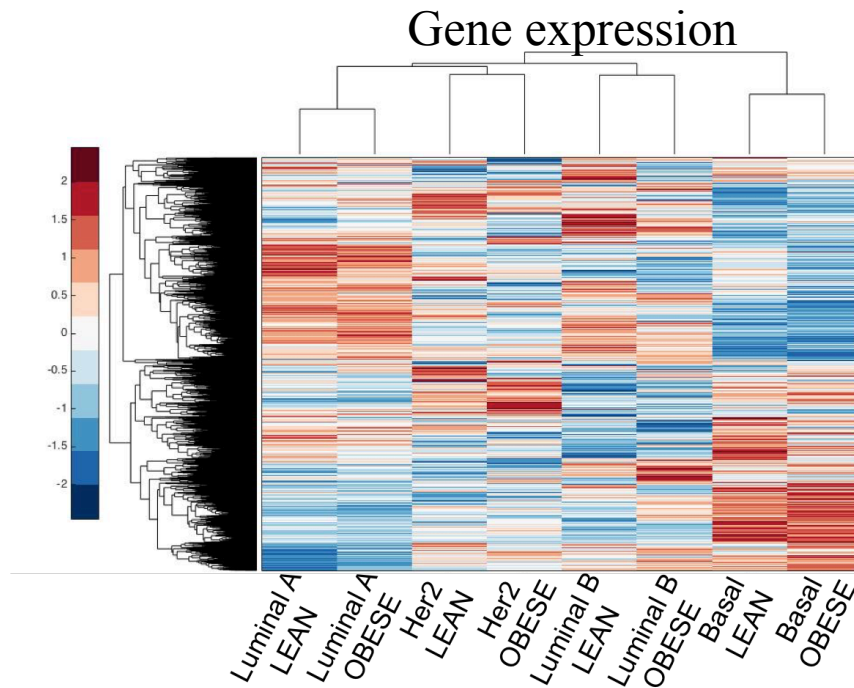 Gene expression
2
1.5
1
0.5
0
-0.5
-1
-1.5
-2
Luminal A
LEAN
Luminal A
OBESE
Her2
LEAN
Her2
OBESE
Luminal B
LEAN
Luminal B
OBESE
Basal
LEAN
Basal
OBESE